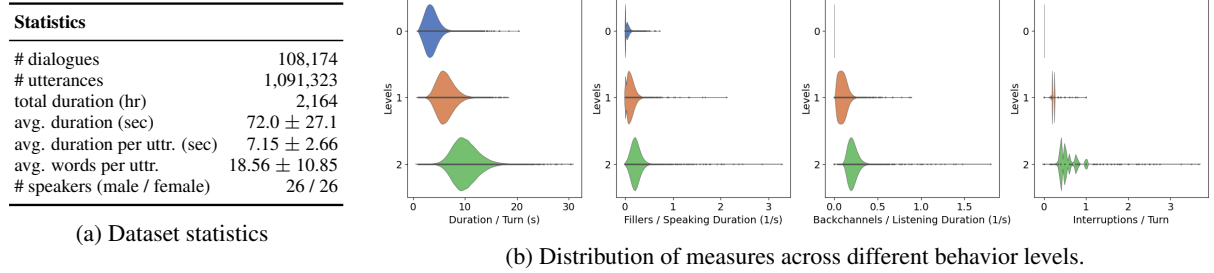 Statistics
# dialogues 108,174
# utterances 1,091,323
total duration (hr) 2,164
avg. duration (sec) 72.0 ± 27.1
avg. duration per uttr. (sec) 7.15 ± 2.66
avg. words per uttr. 18.56 ± 10.85
# speakers (male / female) 26 / 26
(a) Dataset statistics
Levels
0
1
2
0 10 20 30
Duration / Turn (s)
Levels
0
1
2
0 1 2 3
Fillers / Speaking Duration (1/s)
Levels
0
1
2
0.0 0.5 1.0 1.5
Backchannels / Listening Duration (1/s)
Levels
0
1
2
0 1 2 3
Interruptions / Turn
(b) Distribution of measures across different behavior levels.